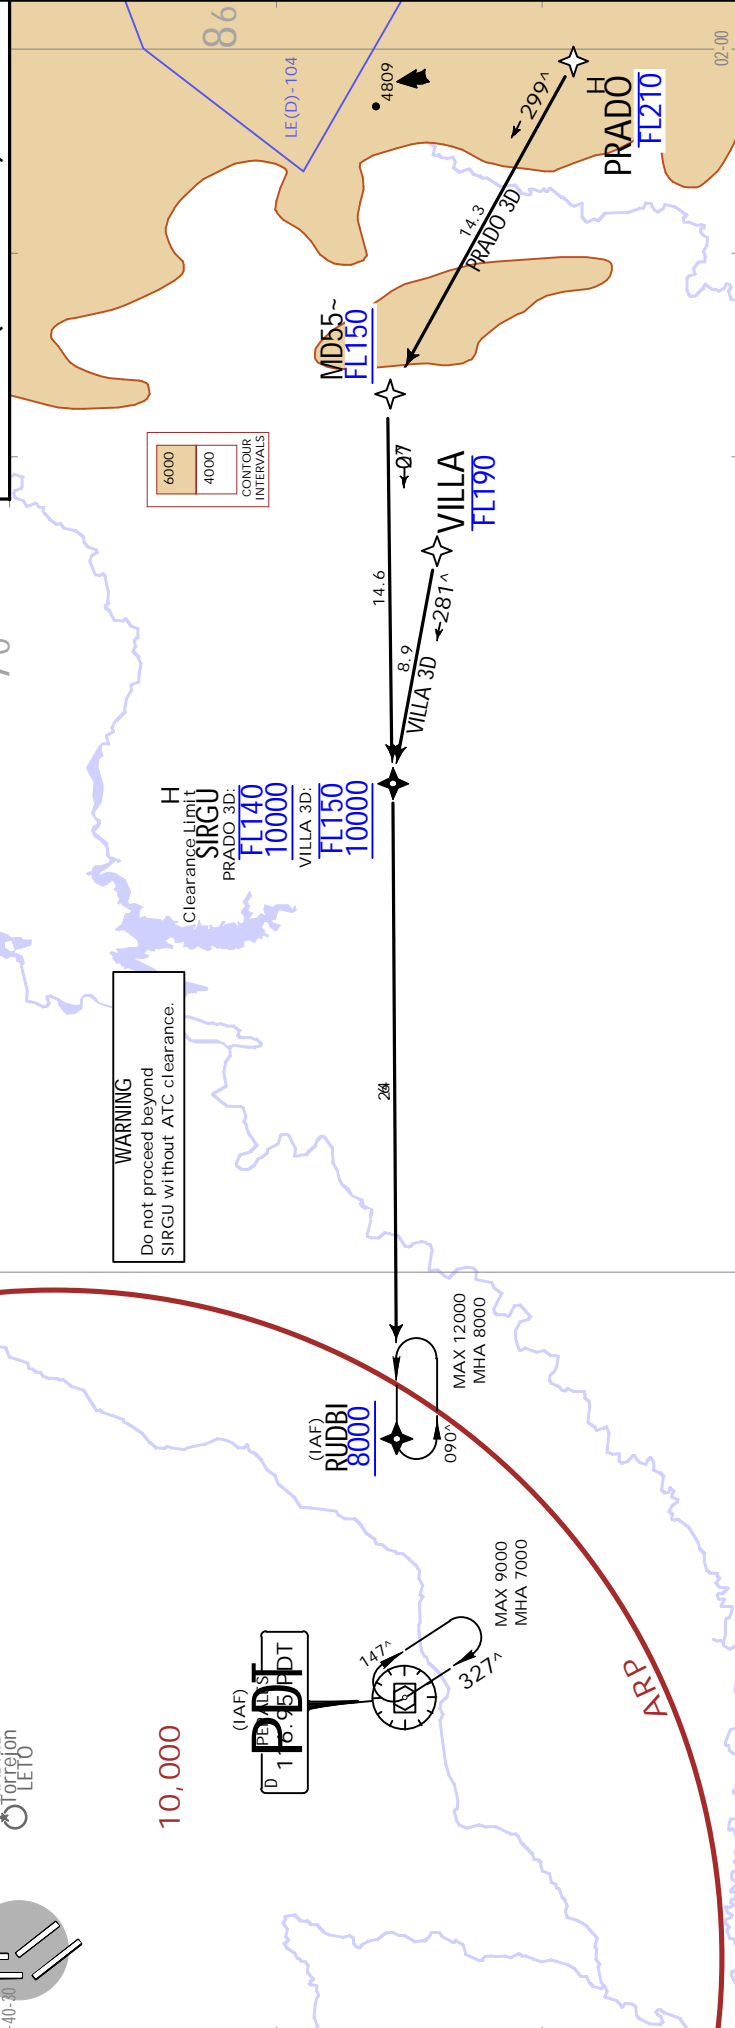 86
LE(D)-104
4809
02-00
299^
H
PRADO
FL210
14.3
PRADO 3D
MD55~
FL150
6000
4000
CONTOUR
INTERVALS
VILLA
FL190
14.6
281^
8.9
VILLA 3D
H
Clearance Limit
SIRGU
PRADO 3D:
FL140
10000
VILLA 3D:
FL150
10000
WARNING
Do not proceed beyond
SIRGU without ATC clearance.
MAX 12000
MHA 8000
(IAF)
RUDBI
8000
090^
MAX 9000
MHA 7000
147^
327^
(IAF)
PDT
D
PDT
ARP
10,000
Torrejon
LETO
-40-30